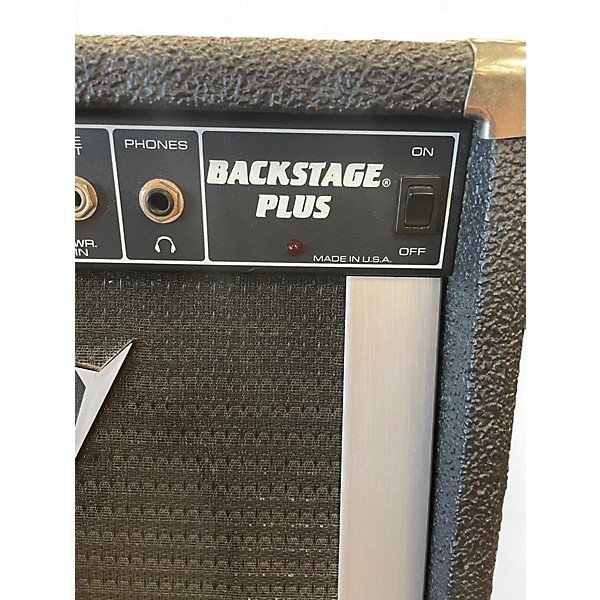 PHONES
BACKSTAGE®
PLUS
ON
OFF
MADE IN U.S.A.